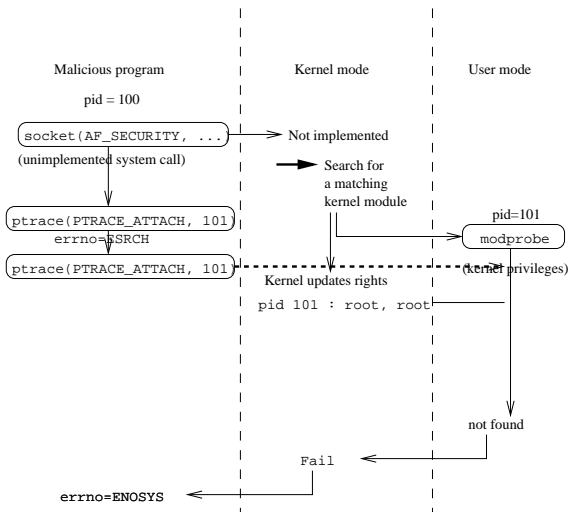 Malicious program
Kernel mode
User mode
pid = 100
socket(AF_SECURITY, ...)
Not implemented
(unimplemented system call)
Search for
a matching
kernel module
ptrace(PTRACE_ATTACH, 101)
errno=ESRCH
pid=101
modprobe
ptrace(PTRACE_ATTACH, 101)
(kernel privileges)
Kernel updates rights
pid 101 : root, root
not found
Fail
errno=ENOSYS